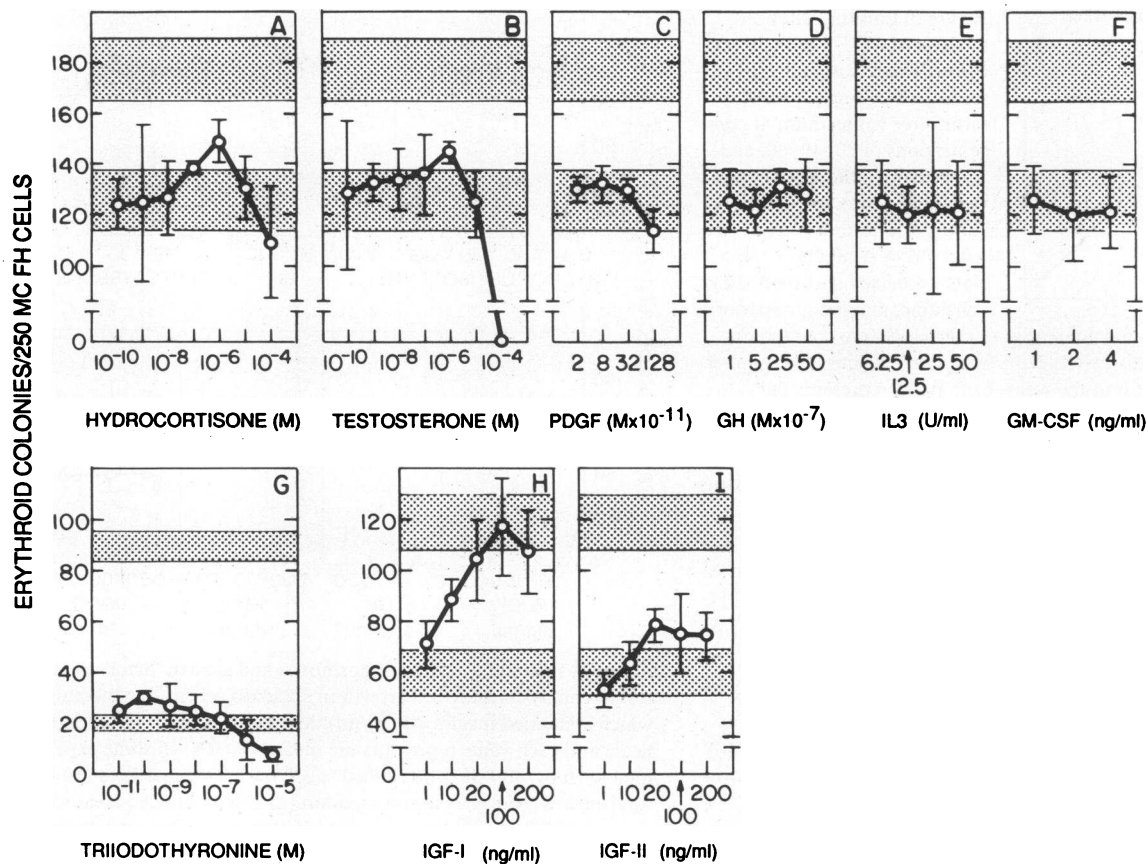 ERYTHROID COLONIES/250 MC FH CELLS
A B C D E F
180
160
140
120
100
0
10-10 10-8 10-6 10-4
10-10 10-8 10-6 10-4
2 8 32 128
5 25 50
6.25 25 50
12.5
1 2 4
HYDROCORTISONE (M)
TESTOSTERONE (M)
PDGF (Mx10-11)
GH (Mx10-7)
IL3 (U/ml)
GM-CSF (ng/ml)
G H I
100
80
60
40
20
0
120
100
80
60
40
0
10-11 10-9 10-7 10-5
1 10 20 200
100
1 10 20 200
100
TRIIODOTHYRONINE (M)
IGF-I (ng/ml)
IGF-II (ng/ml)